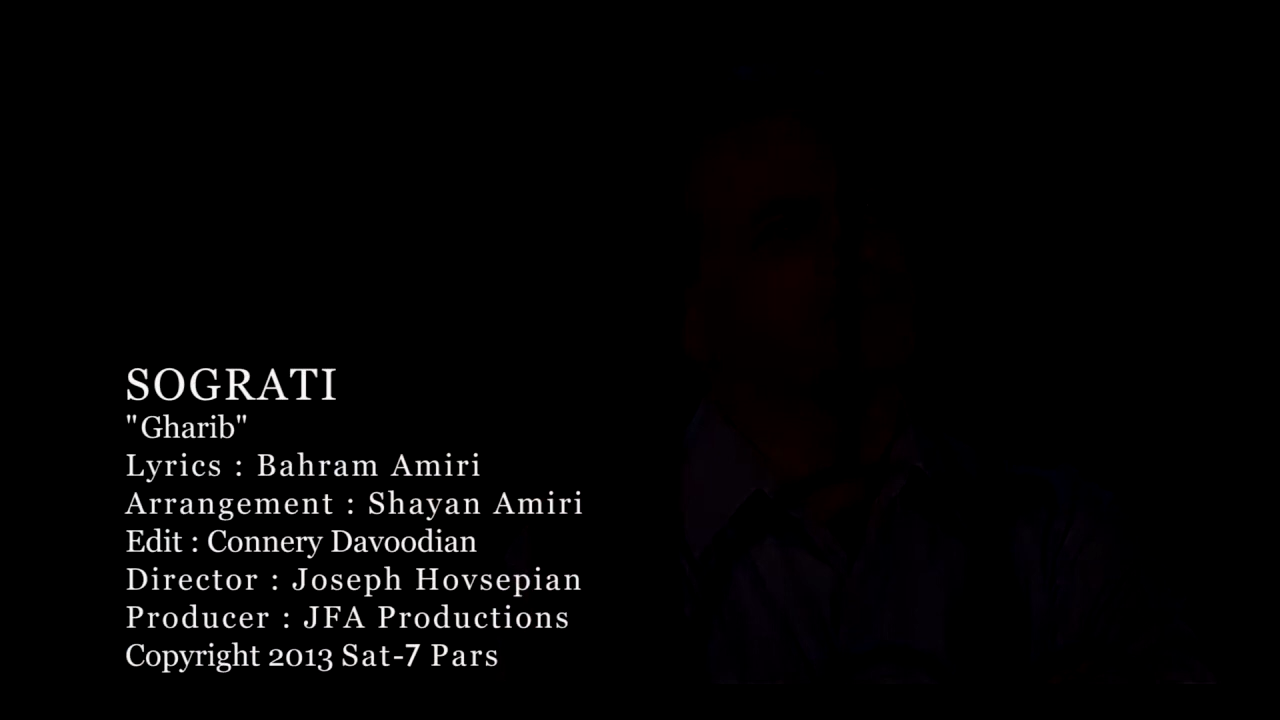 SOGRATI
"Gharib"
Lyrics : Bahram Amiri
Arrangement : Shayan Amiri
Edit : Connery Davoodian
Director : Joseph Hovsepian
Producer : JFA Productions
Copyright 2013 Sat-7 Pars